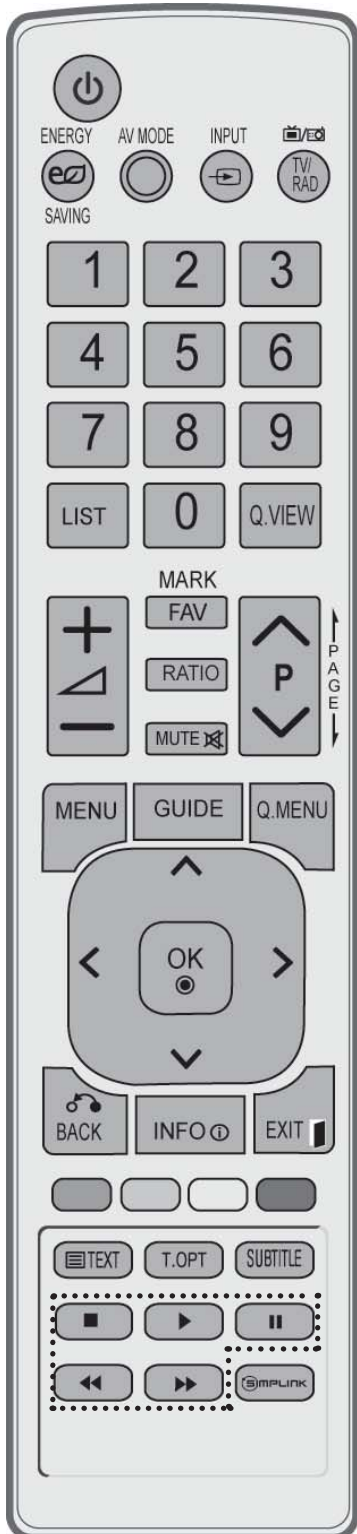 ENERGY AV MODE INPUT
TV/
RAD
SAVING
1 2 3
4 5 6
7 8 9
LIST 0 Q.VIEW
MARK
FAV
RATIO
P
PAGE
MUTE
MENU GUIDE Q.MENU
OK
BACK INFO EXIT
TEXT T.OPT SUBTITLE
SIMPLINK